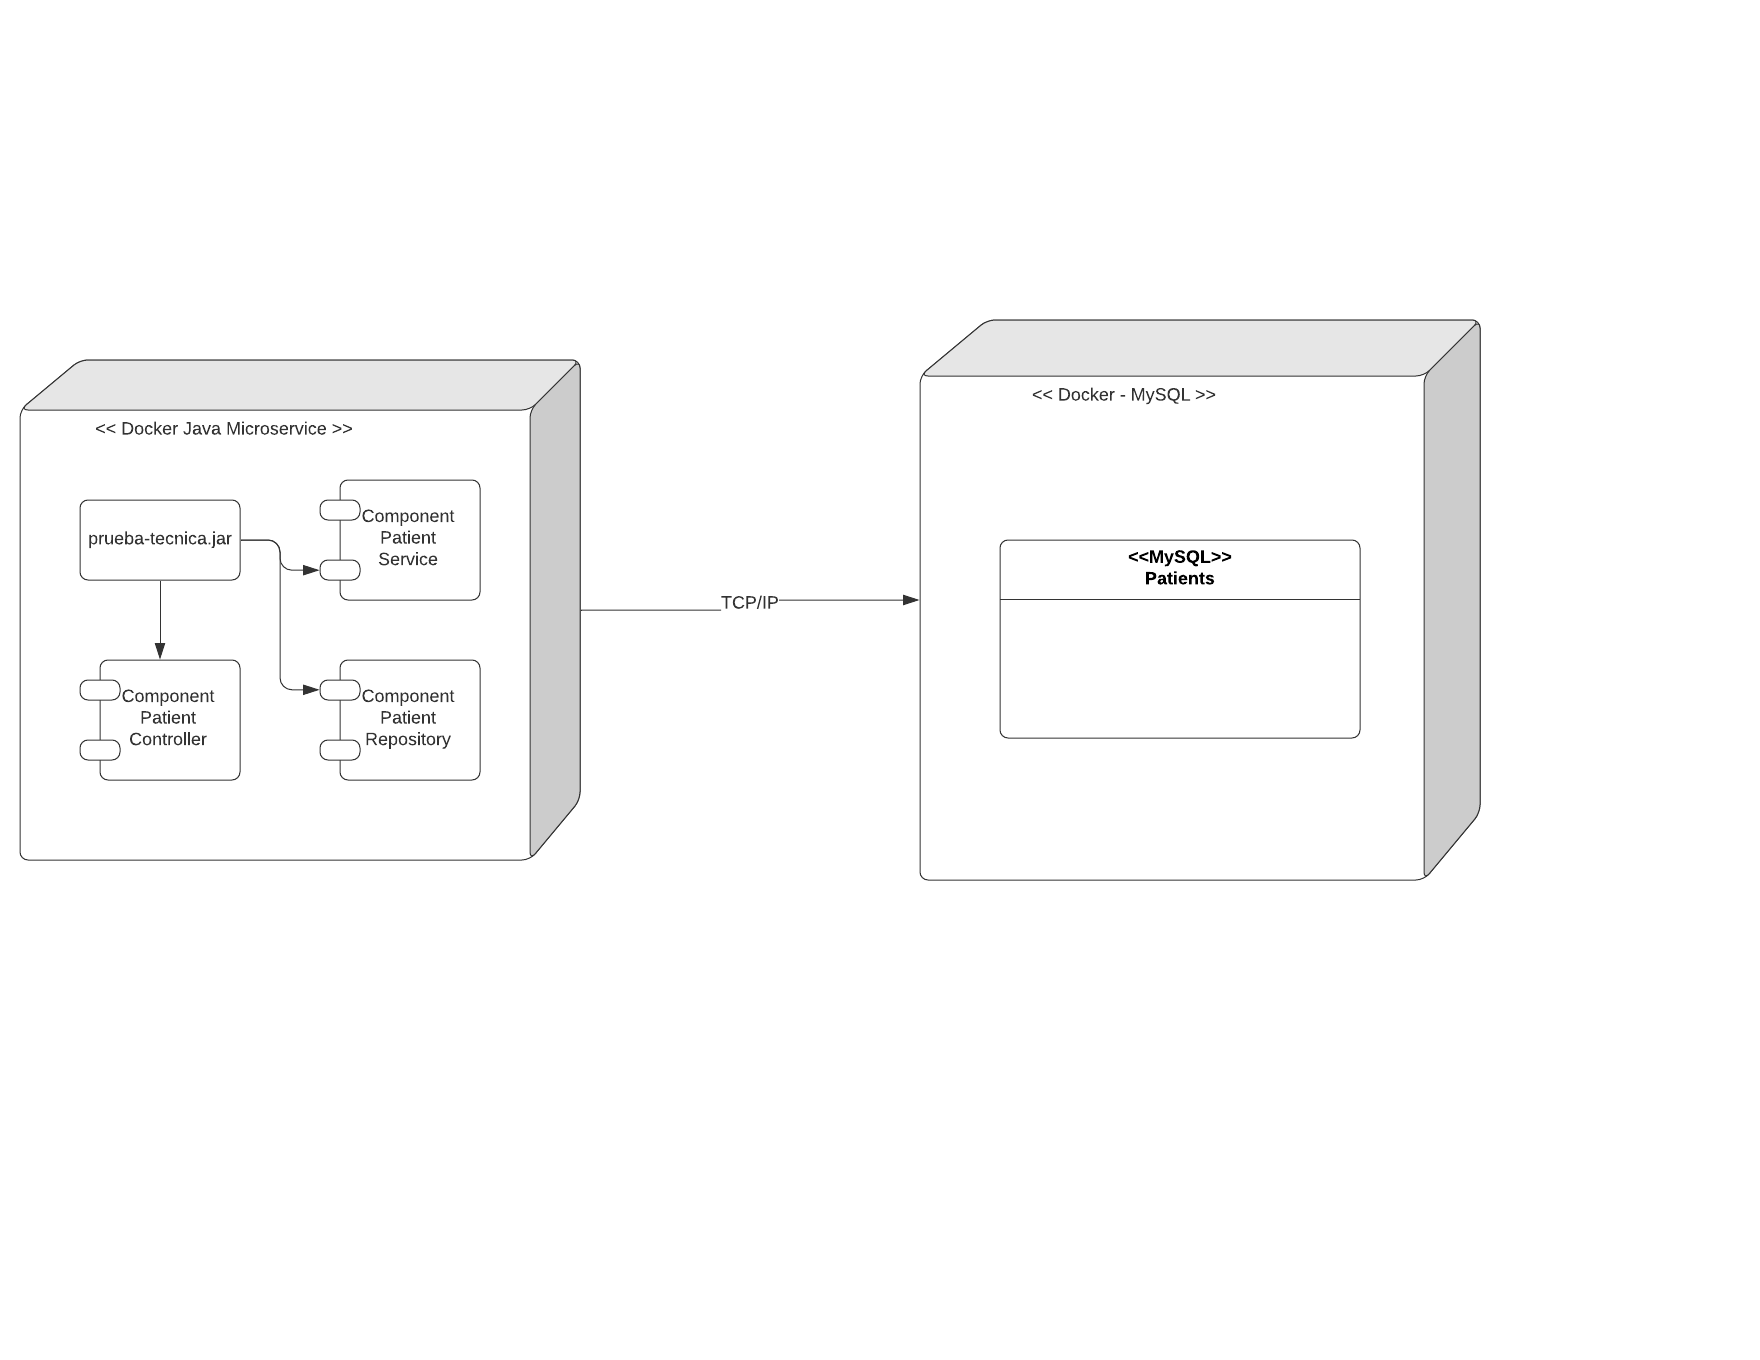 << Docker Java Microservice >>
prueba-tecnica.jar
Component
Patient
Service
Component
Patient
Controller
Component
Patient
Repository
TCP/IP
<< Docker - MySQL >>
<<MySQL>>
Patients